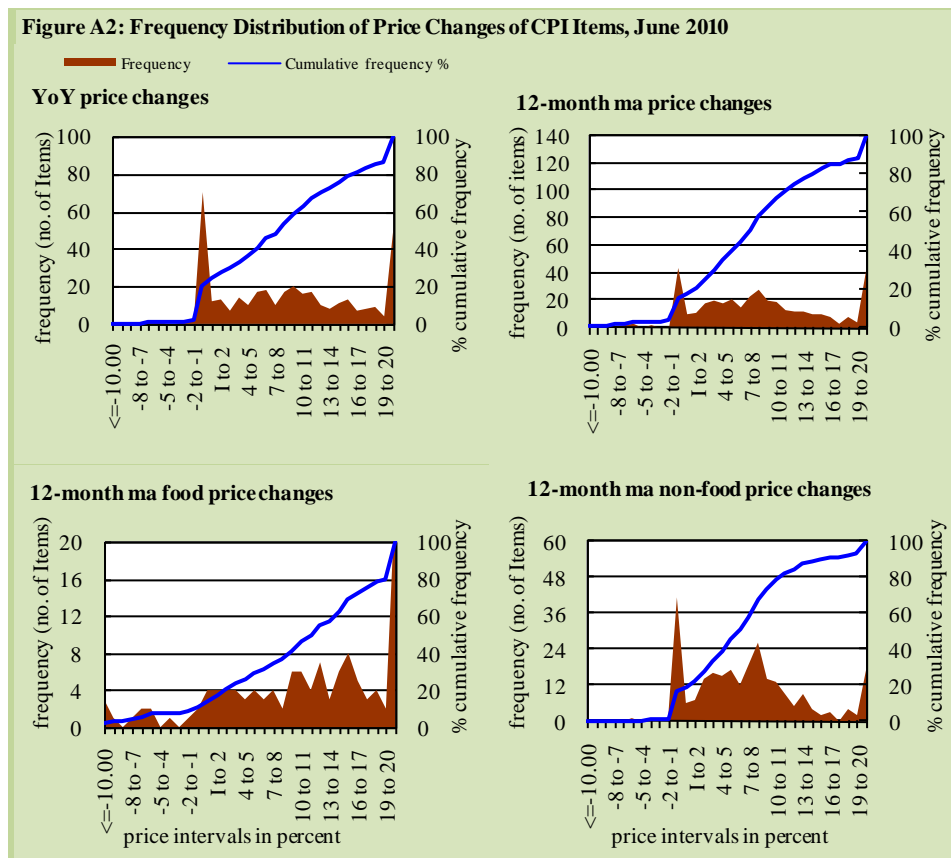 Figure A2: Frequency Distribution of Price Changes of CPI Items, June 2010
Frequency
Cumulative frequency %
YoY price changes
frequency (no. of Items)
100
80
60
40
20
0
100
80
60
40
20
0
% cumulative frequency
<=-10.00
-8 to -7
-5 to -4
-2 to -1
I to 2
4 to 5
7 to 8
10 to 11
13 to 14
16 to 17
19 to 20
12-month ma price changes
frequency (no. of items)
140
120
100
80
60
40
20
0
100
80
60
40
20
0
% cumulative frequency
<=-10.00
-8 to -7
-5 to -4
-2 to -1
I to 2
4 to 5
7 to 8
10 to 11
13 to 14
16 to 17
19 to 20
12-month ma food price changes
frequency (no. of Items)
20
16
12
8
4
0
100
80
60
40
20
0
% cumulative frequency
<=-10.00
-8 to -7
-5 to -4
-2 to -1
I to 2
4 to 5
7 to 8
10 to 11
13 to 14
16 to 17
19 to 20
price intervals in percent
12-month ma non-food price changes
frequency (no. of Items)
60
48
36
24
12
0
100
80
60
40
20
0
% cumulative frequency
<=-10.00
-8 to -7
-5 to -4
-2 to -1
I to 2
4 to 5
7 to 8
10 to 11
13 to 14
16 to 17
19 to 20
price intervals in percent